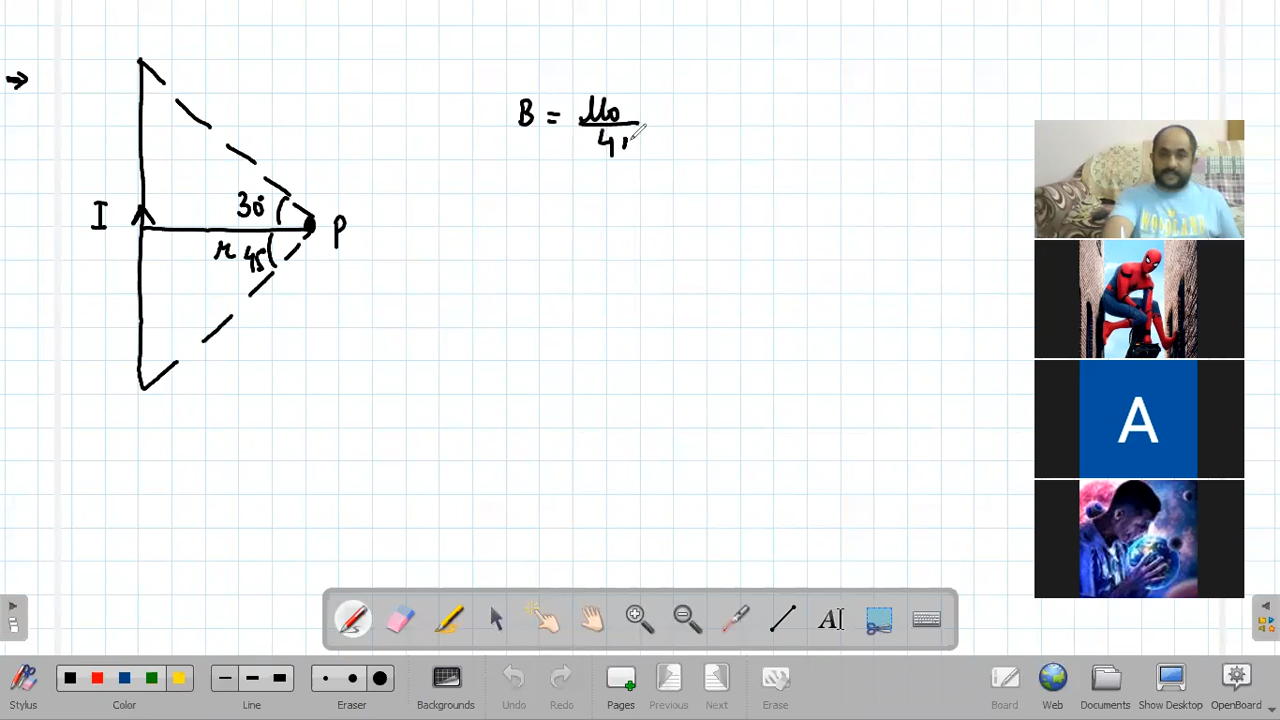 B = μ0
4
30°
I
P
r 45
WOODLAND
A
Stylus
Color
Line
Eraser
Backgrounds
Undo
Redo
Pages
Previous
Next
Erase
Board
Web
Documents
Show Desktop
OpenBoard